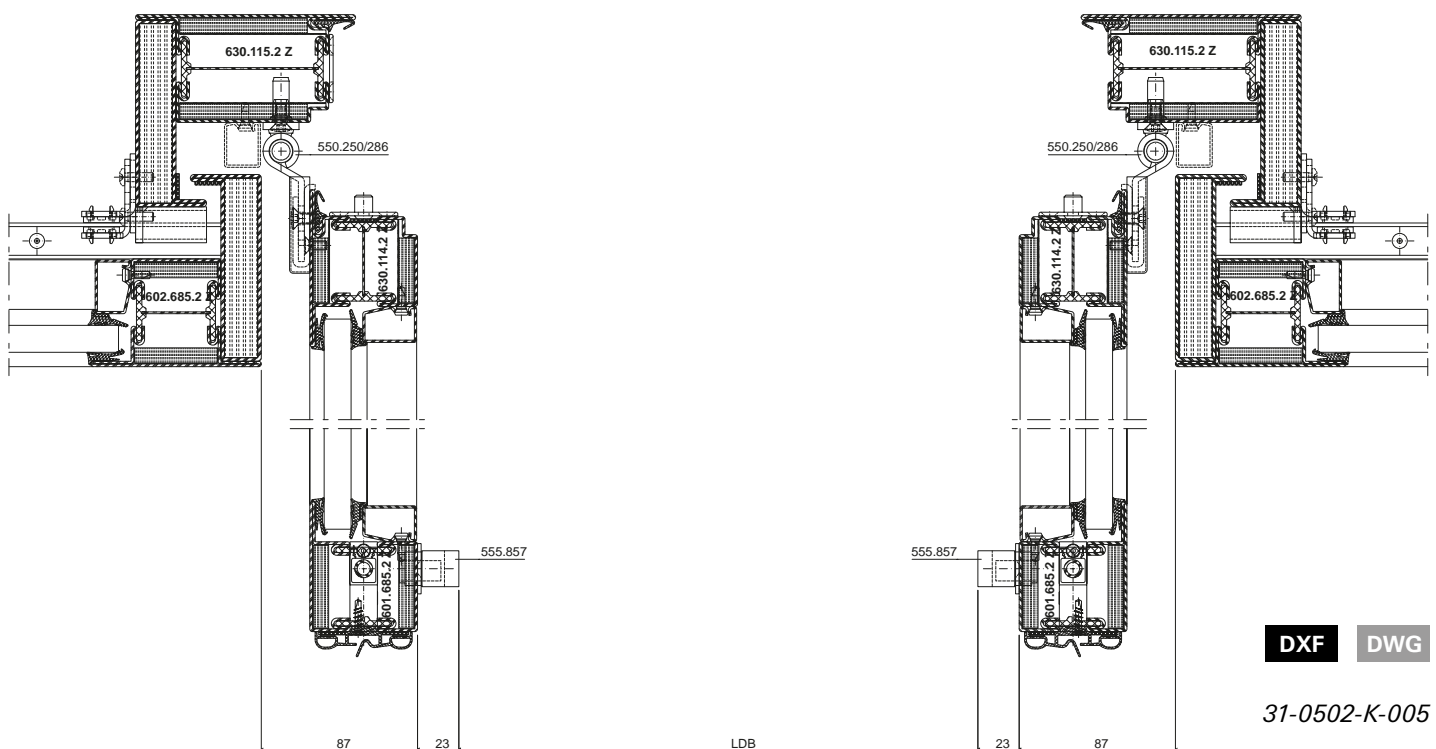 630.115.2 Z
630.115.2 Z
550.250/286
550.250/286
630.114.2 Z
630.114.2 Z
602.685.2 Z
602.685.2 Z
555.857
555.857
601.685.2 Z
601.685.2 Z
DXF
DWG
31-0502-K-005
87
23
LDB
23
87